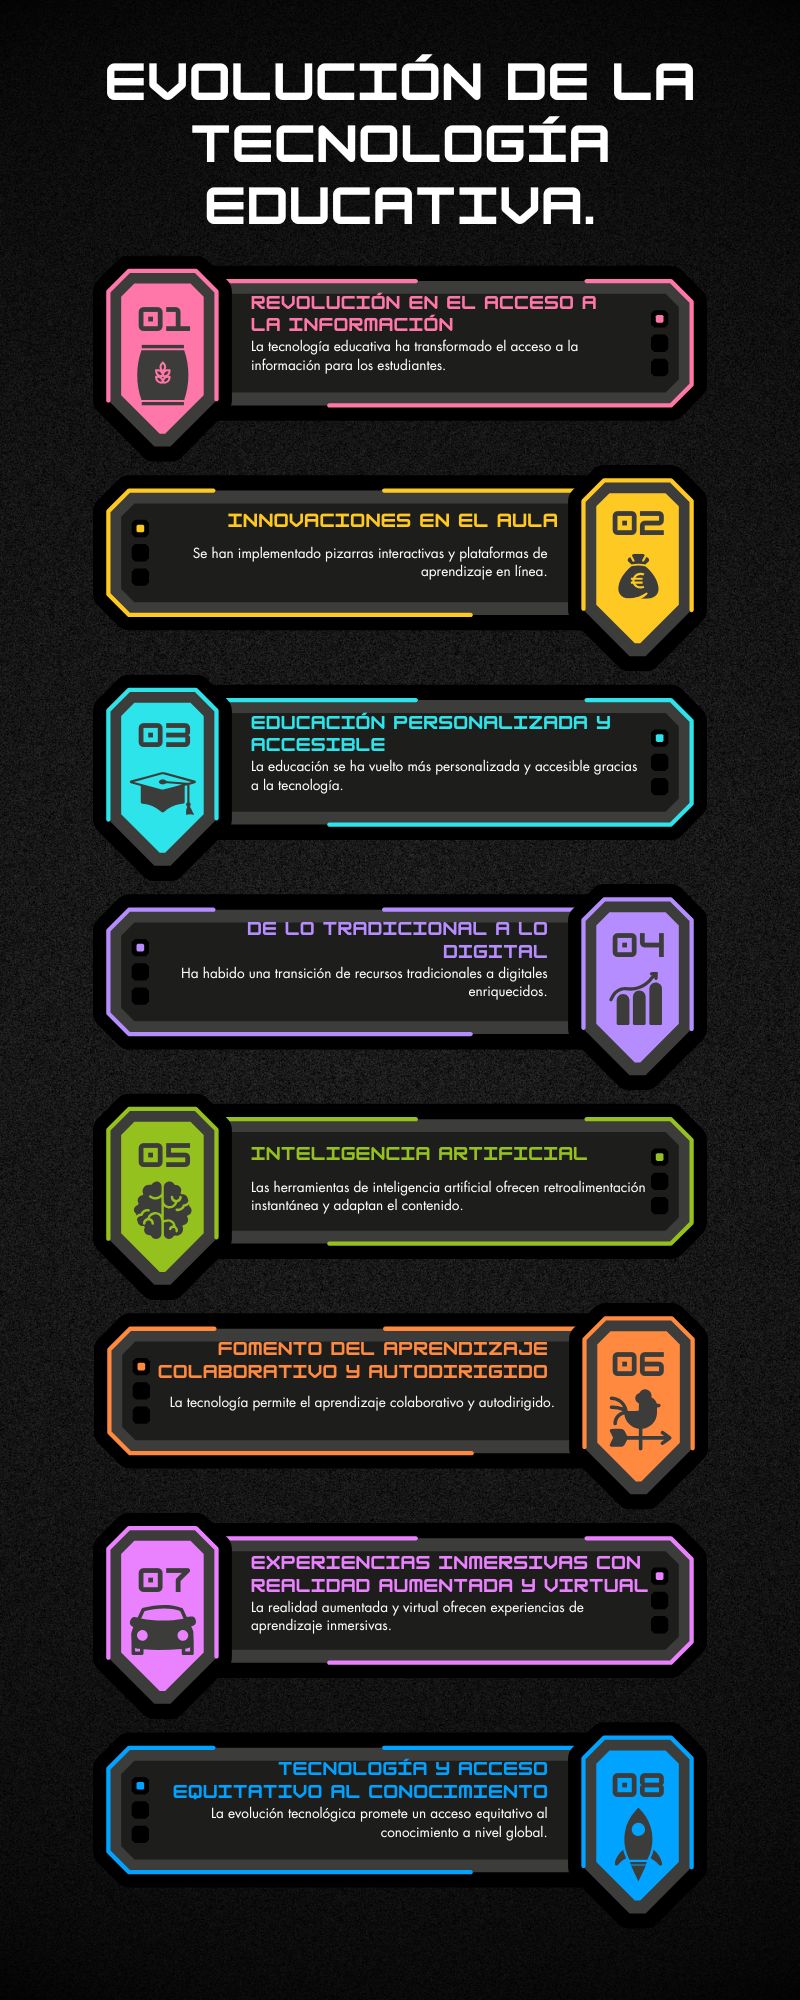 EVOLUCIÓN DE LA
TECNOLOGÍA
EDUCATIVA.
01
REVOLUCIÓN EN EL ACCESO A
LA INFORMACIÓN
La tecnología educativa ha transformado el acceso a la
información para los estudiantes.
02
INNOVACIONES EN EL AULA
Se han implementado pizarras interactivas y plataformas de
aprendizaje en línea.
€
03
EDUCACIÓN PERSONALIZADA Y
ACCESIBLE
La educación se ha vuelto más personalizada y accesible gracias
a la tecnología.
04
DE LO TRADICIONAL A LO
DIGITAL
Ha habido una transición de recursos tradicionales a digitales
enriquecidos.
05
INTELIGENCIA ARTIFICIAL
Las herramientas de inteligencia artificial ofrecen retroalimentación
instantánea y adaptan el contenido.
06
FOMENTO DEL APRENDIZAJE
COLABORATIVO Y AUTODIRIGIDO
La tecnología permite el aprendizaje colaborativo y autodirigido.
07
EXPERIENCIAS INMERSIVAS CON
REALIDAD AUMENTADA Y VIRTUAL
La realidad aumentada y virtual ofrecen experiencias de
aprendizaje inmersivas.
08
TECNOLOGÍA Y ACCESO
EQUITATIVO AL CONOCIMIENTO
La evolución tecnológica promete un acceso equitativo al
conocimiento a nivel global.